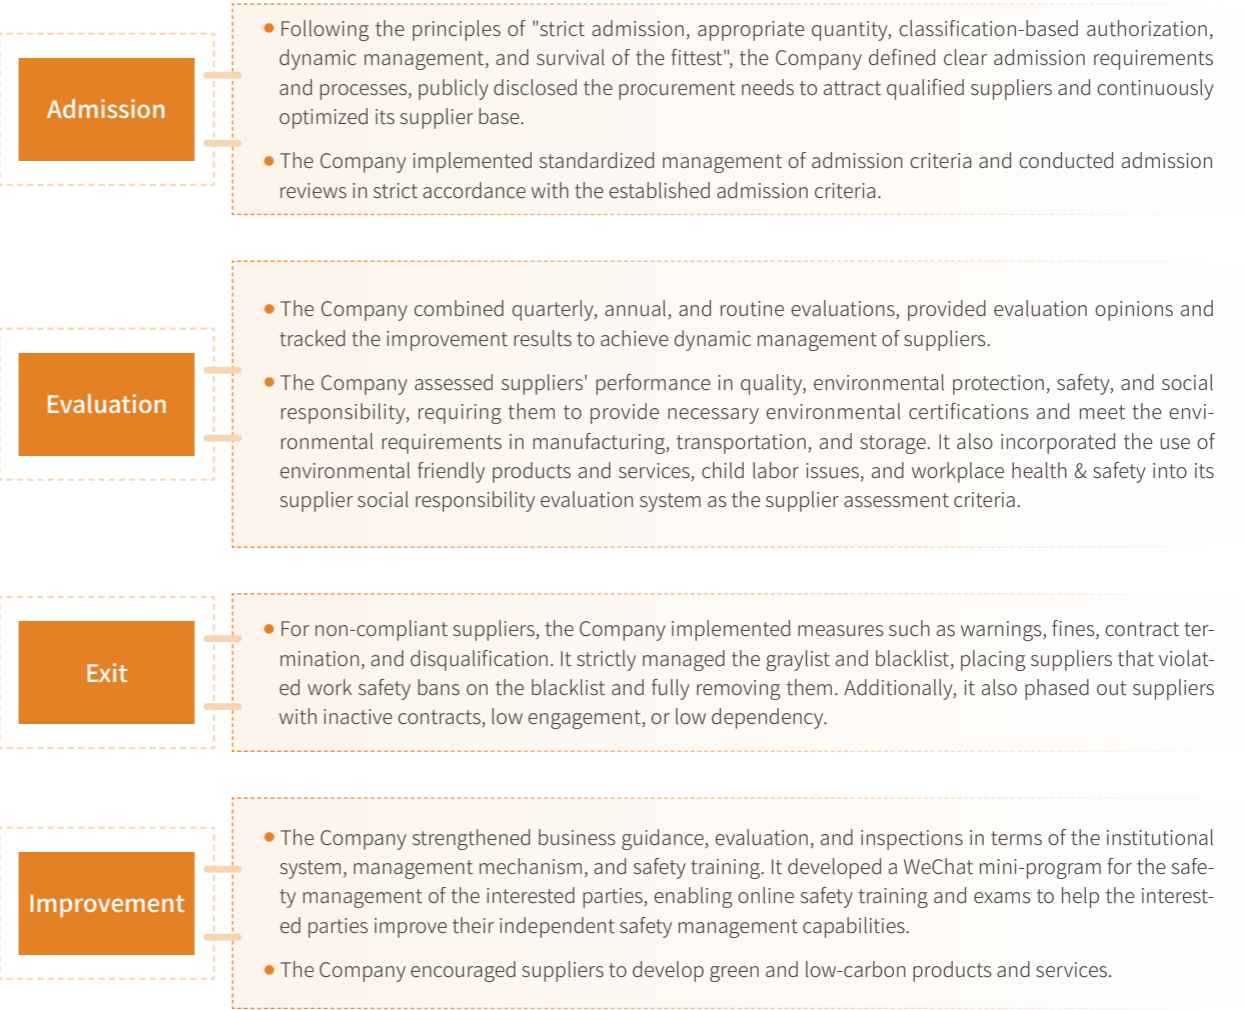 Admission
● Following the principles of "strict admission, appropriate quantity, classification-based authorization,
dynamic management, and survival of the fittest", the Company defined clear admission requirements
and processes, publicly disclosed the procurement needs to attract qualified suppliers and continuously
optimized its supplier base.
● The Company implemented standardized management of admission criteria and conducted admission
reviews in strict accordance with the established admission criteria.
Evaluation
● The Company combined quarterly, annual, and routine evaluations, provided evaluation opinions and
tracked the improvement results to achieve dynamic management of suppliers.
● The Company assessed suppliers' performance in quality, environmental protection, safety, and social
responsibility, requiring them to provide necessary environmental certifications and meet the envi-
ronmental requirements in manufacturing, transportation, and storage. It also incorporated the use of
environmental friendly products and services, child labor issues, and workplace health & safety into its
supplier social responsibility evaluation system as the supplier assessment criteria.
Exit
● For non-compliant suppliers, the Company implemented measures such as warnings, fines, contract ter-
mination, and disqualification. It strictly managed the graylist and blacklist, placing suppliers that violat-
ed work safety bans on the blacklist and fully removing them. Additionally, it also phased out suppliers
with inactive contracts, low engagement, or low dependency.
Improvement
● The Company strengthened business guidance, evaluation, and inspections in terms of the institutional
system, management mechanism, and safety training. It developed a WeChat mini-program for the safe-
ty management of the interested parties, enabling online safety training and exams to help the interest-
ed parties improve their independent safety management capabilities.
● The Company encouraged suppliers to develop green and low-carbon products and services.